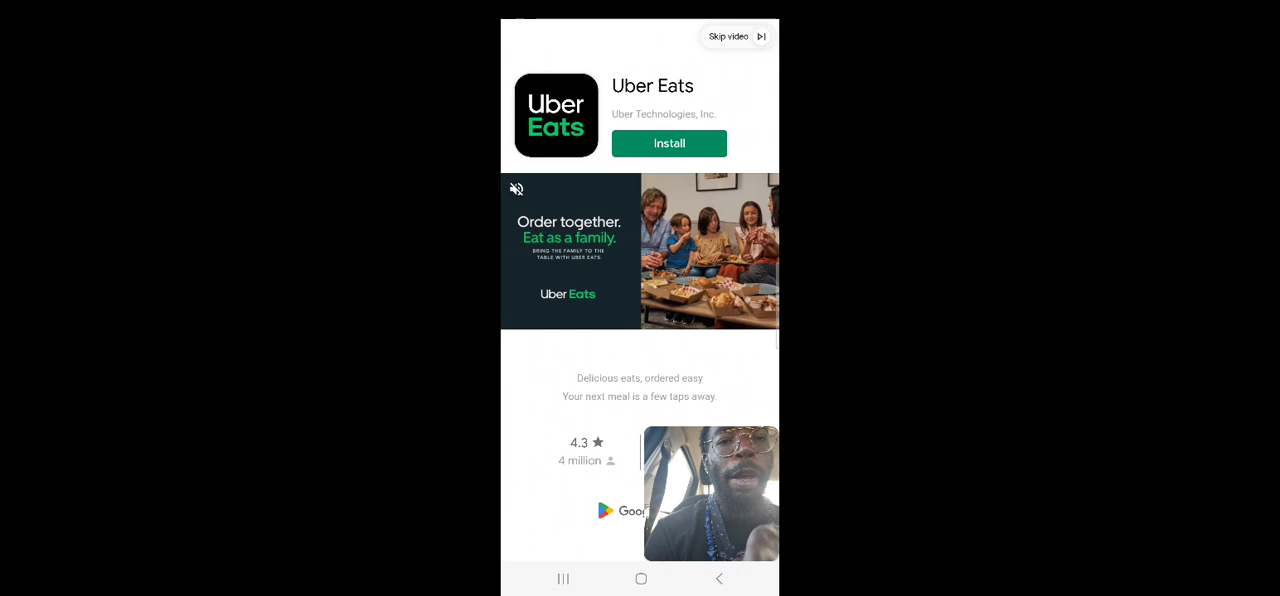 Skip video
Uber Eats
Uber
Eats
Uber Technologies, Inc.
Install
Order together.
Eat as a family.
BRING THE FAMILY TO THE
TABLE WITH UBER EATS.
Uber Eats
Delicious eats, ordered easy
Your next meal is a few taps away.
4.3
4 million
Goog